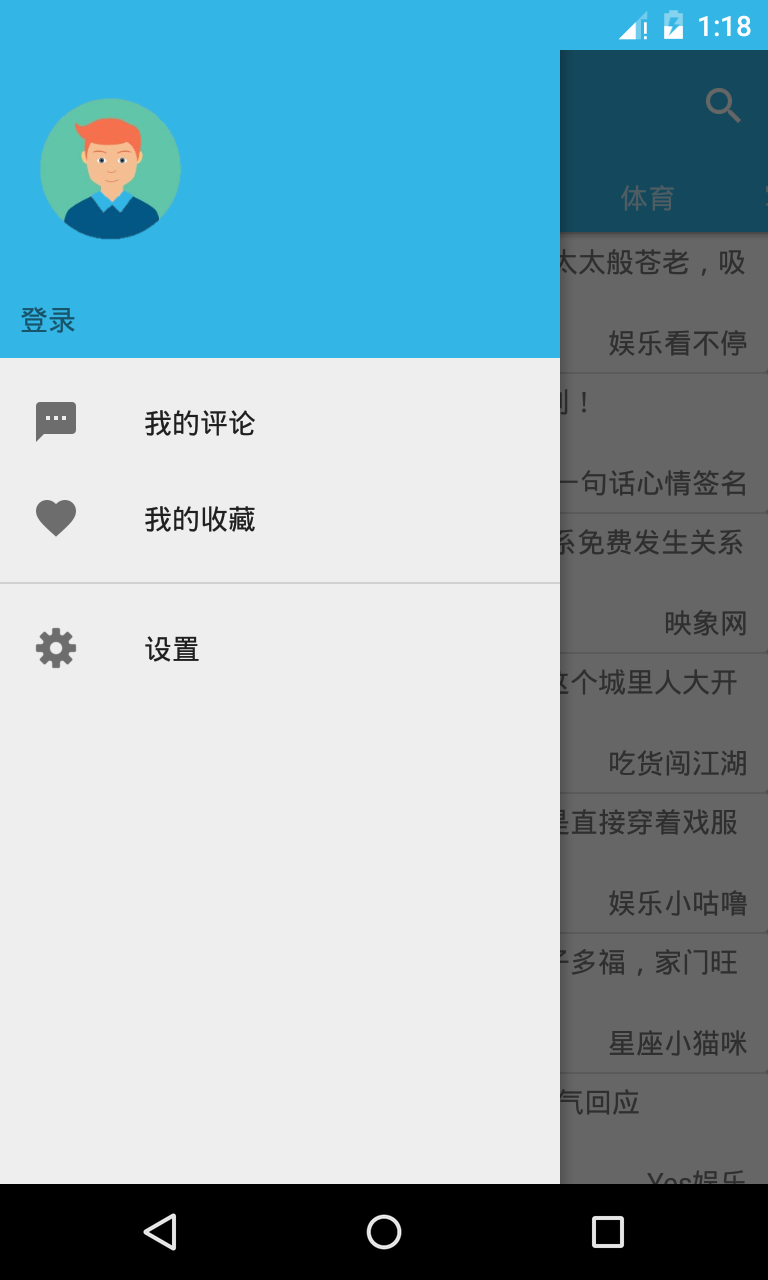 1:18
体育
登录
我的评论
我的收藏
设置
太太般苍老，吸
娱乐看不停
！
一句话心情签名
系免费发生关系
映象网
这个城里人大开
吃货闯江湖
是直接穿着戏服
娱乐小咕噜
子多福，家门旺
星座小猫咪
气回应
Yes娱乐